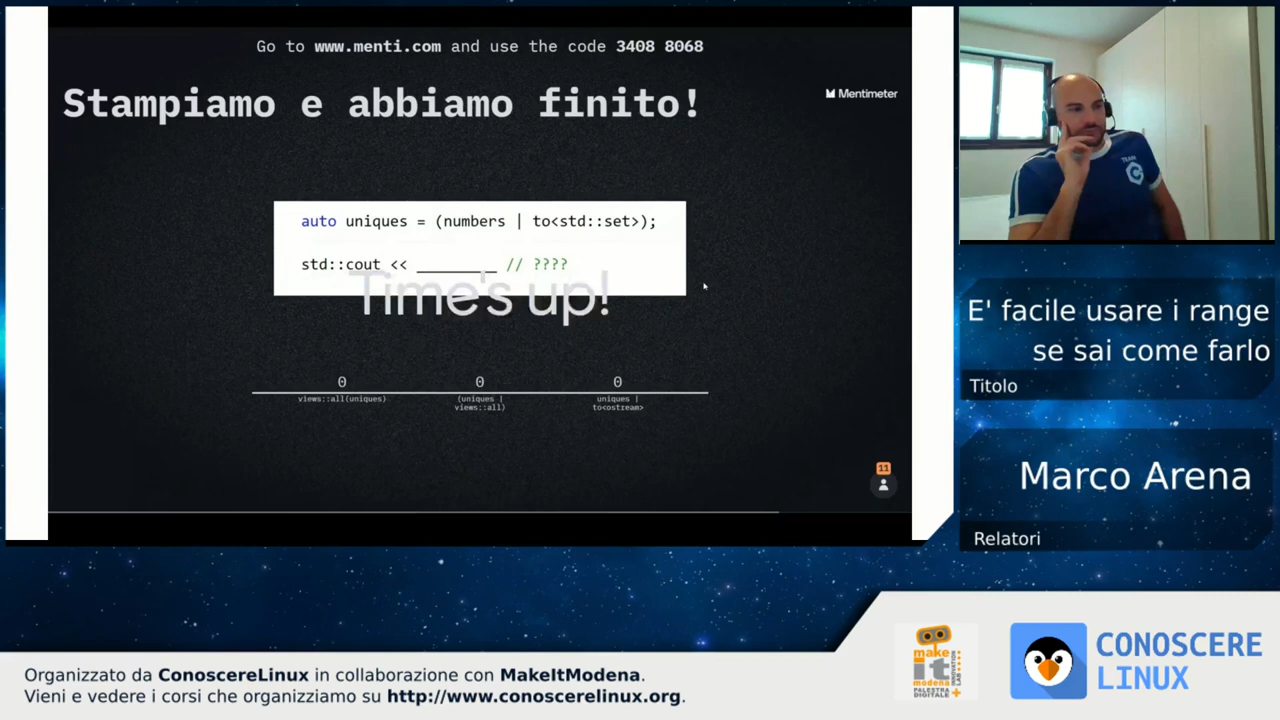 Go to www.menti.com and use the code 3408 8068
Stampiamo e abbiamo finito!
Mentimeter
auto uniques = (numbers | to<std::set>);
std::cout << ________ // ????
Time's up!
0
0
0
views::all(uniques)
(uniques |
views::all)
uniques |
to<ostream>
11
TEAM
E' facile usare i range
se sai come farlo
Titolo
Marco Arena
Relatori
Organizzato da ConoscereLinux in collaborazione con MakeItModena.
Vieni e vedere i corsi che organizziamo su http://www.conoscerelinux.org.
make
it
modena
PALESTRA
DIGITALE
INNOVATION
LAB
CONOSCERE
LINUX